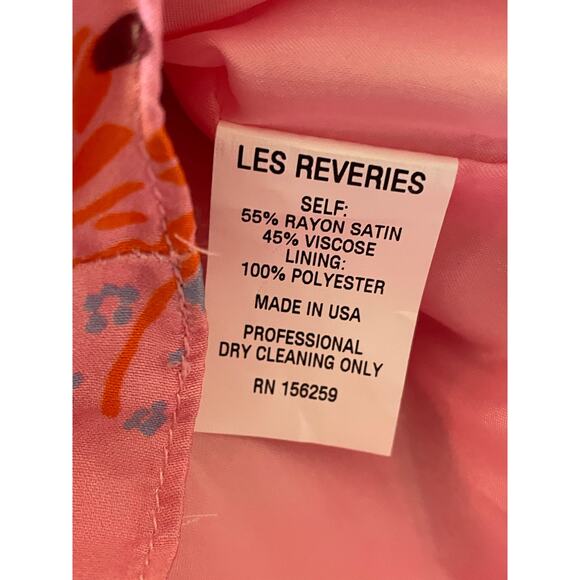 LES REVERIES
SELF:
55% RAYON SATIN
45% VISCOSE
LINING:
100% POLYESTER
MADE IN USA
PROFESSIONAL
DRY CLEANING ONLY
RN 156259